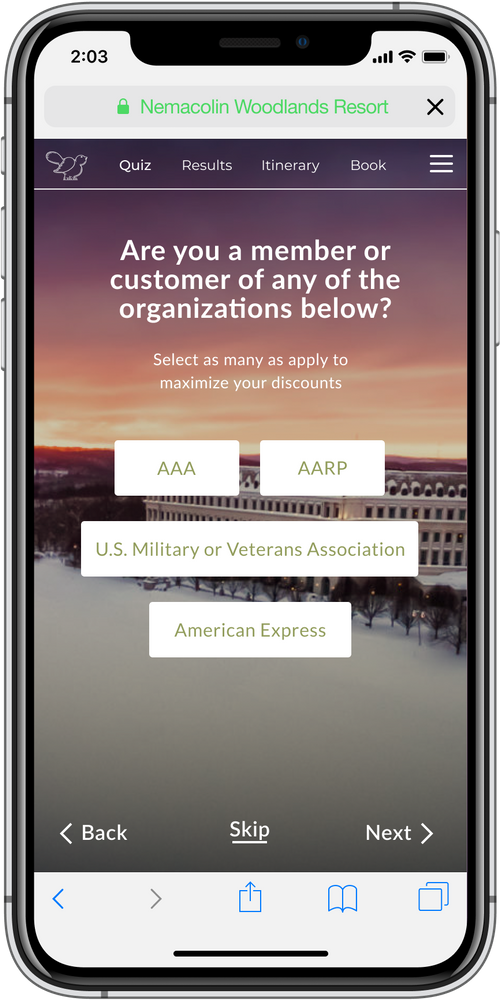 2:03
Nemacolin Woodlands Resort
Quiz Results Itinerary Book
Are you a member or
customer of any of the
organizations below?
Select as many as apply to
maximize your discounts
AAA AARP
U.S. Military or Veterans Association
American Express
Back Skip Next